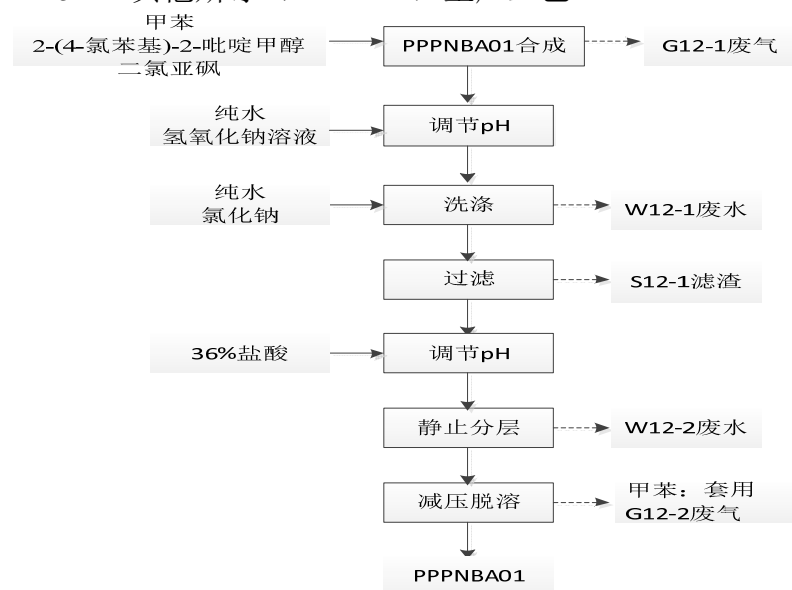 甲苯
2-(4-氯苯基)-2-吡啶甲醇
二氯亚砜
PPPNBA01合成
G12-1废气
纯水
氢氧化钠溶液
调节pH
纯水
氯化钠
洗涤
W12-1废水
过滤
S12-1滤渣
36%盐酸
调节pH
静止分层
W12-2废水
减压脱溶
甲苯：套用
G12-2废气
PPPNBA01